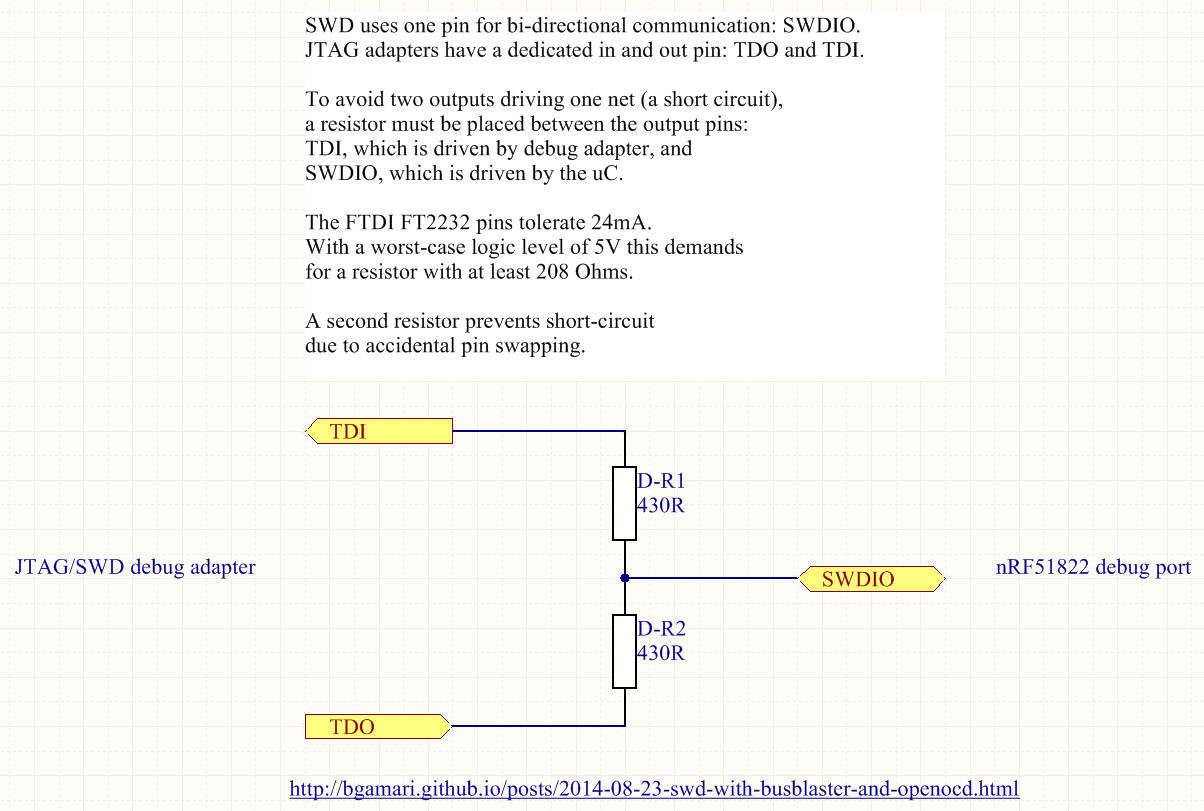 SWD uses one pin for bi-directional communication: SWDIO.
JTAG adapters have a dedicated in and out pin: TDO and TDI.
To avoid two outputs driving one net (a short circuit),
a resistor must be placed between the output pins:
TDI, which is driven by debug adapter, and
SWDIO, which is driven by the uC.
The FTDI FT2232 pins tolerate 24mA.
With a worst-case logic level of 5V this demands
for a resistor with at least 208 Ohms.
A second resistor prevents short-circuit
due to accidental pin swapping.
TDI
D-R1
430R
JTAG/SWD debug adapter
SWDIO
nRF51822 debug port
D-R2
430R
TDO
http://bgamari.github.io/posts/2014-08-23-swd-with-busblaster-and-openocd.html